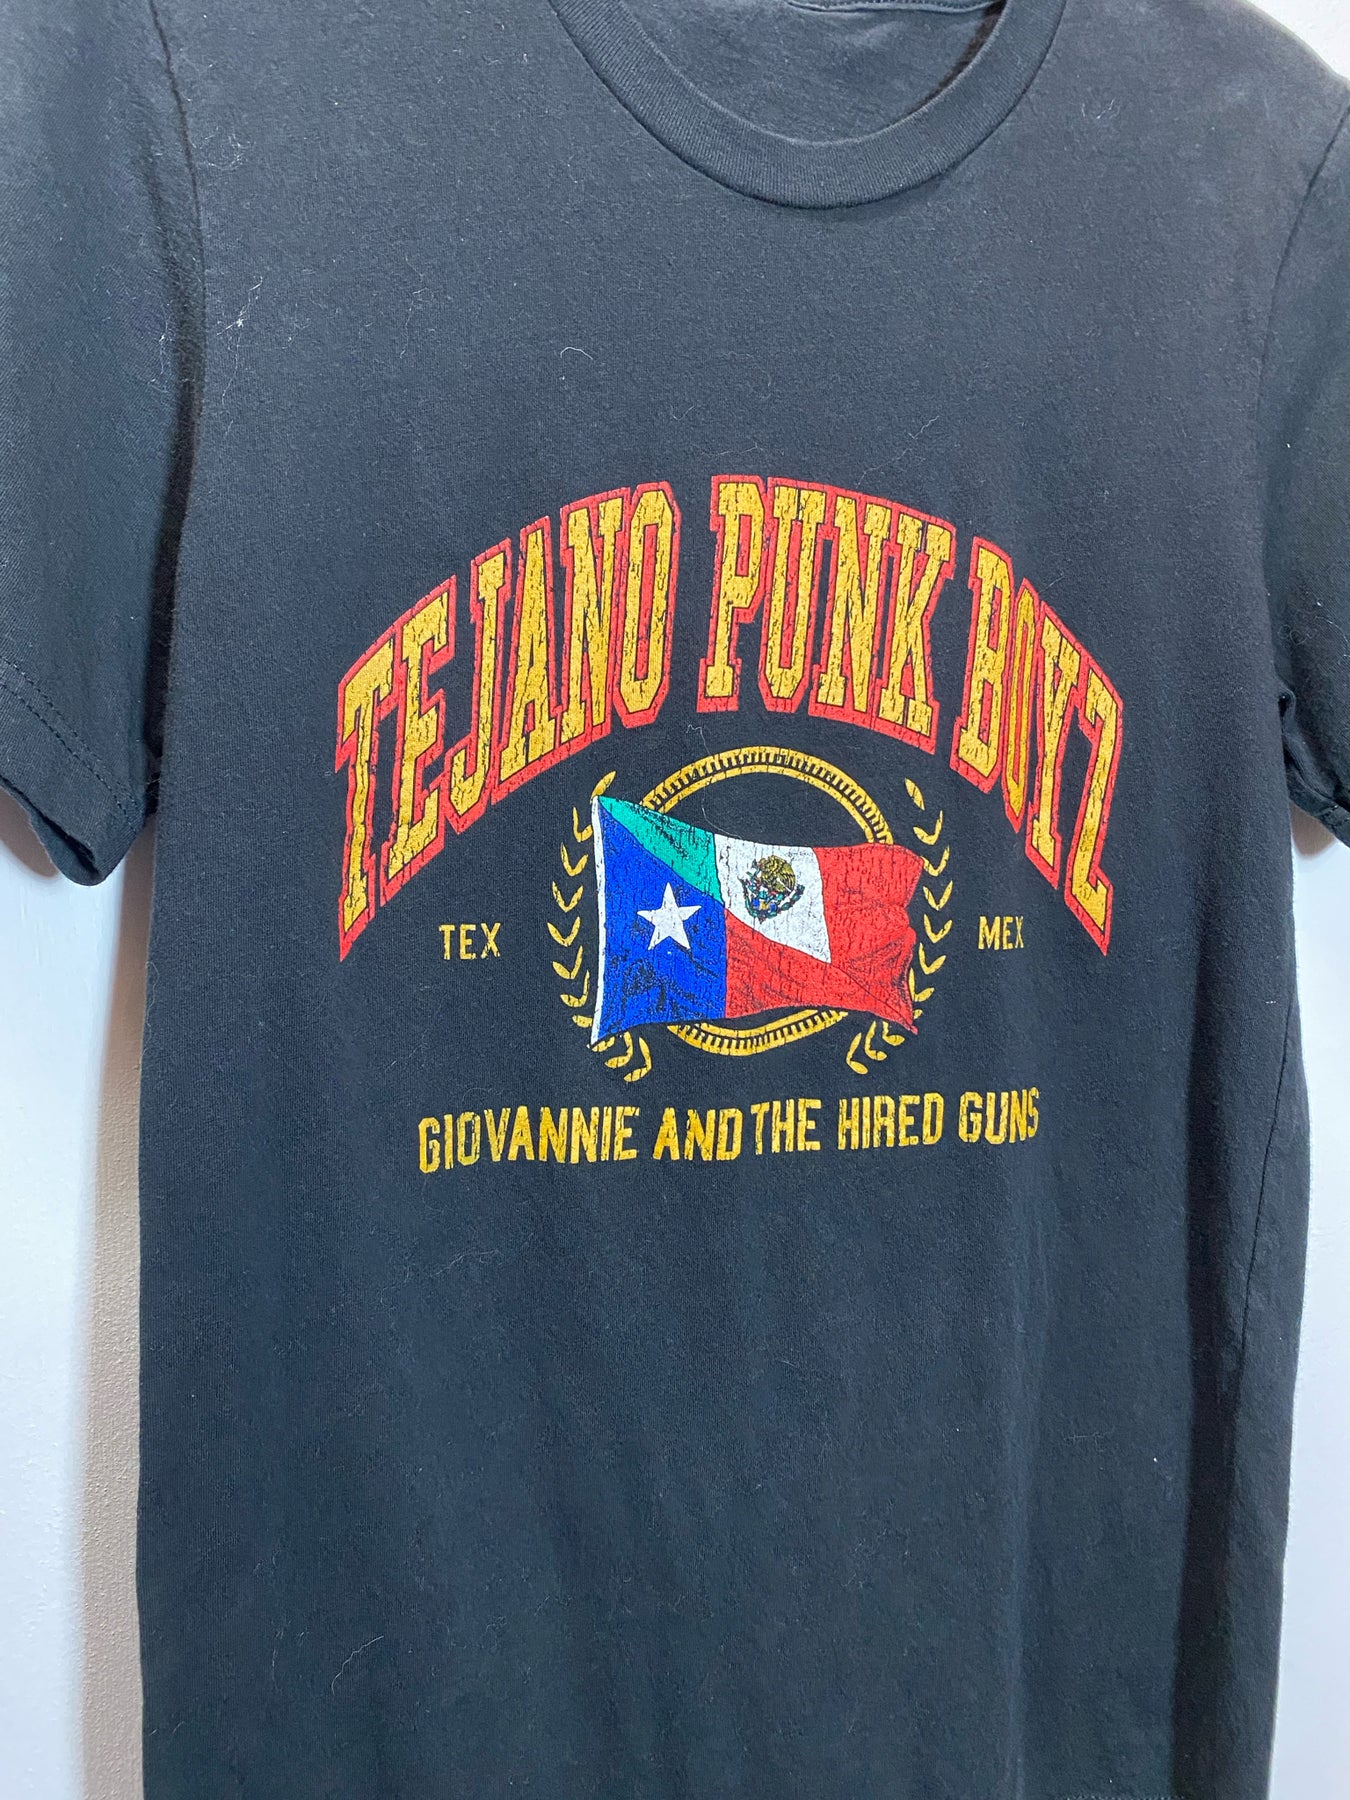 TEJANO PUNK BOYZ
TEX MEX
GIOVANNIE AND THE HIRED GUNS